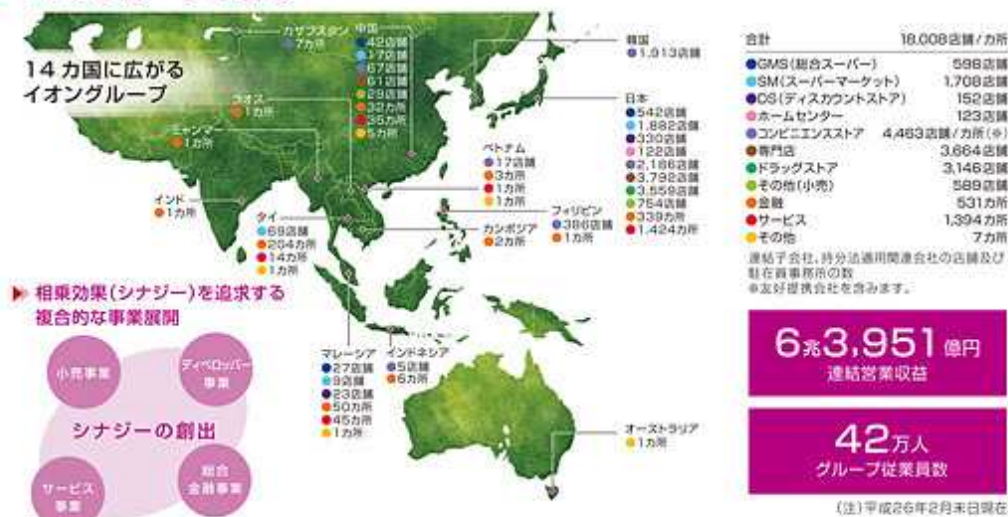 14 カ国に広がる
イオングループ
カザフスタン
●7カ所
中国
●42店舗
●17店舗
●67店舗
●61店舗
●29店舗
●32カ所
●35カ所
●5カ所
ラオス
●1カ所
ミャンマー
●1カ所
インド
●1カ所
タイ
●69店舗
●204カ所
●14カ所
●1カ所
ベトナム
●17店舗
●3カ所
●1カ所
●1カ所
カンボジア
●2カ所
フィリピン
●386店舗
●1カ所
韓国
●1,913店舗
日本
●542店舗
●1,882店舗
●330店舗
●122店舗
●2,186店舗
●3,792店舗
●3,559店舗
●754店舗
●339カ所
●1,424カ所
マレーシア
●27店舗
●9店舗
●23店舗
●50カ所
●45カ所
●1カ所
インドネシア
●5店舗
●6カ所
オーストラリア
●1カ所
▶ 相乗効果(シナジー)を追求する
複合的な事業展開
小売事業
ディベロッパー
事業
シナジーの創出
サービス
事業
総合
金融事業
合計 18,008店舗/カ所
●GMS(総合スーパー) 598店舗
●SM(スーパーマーケット) 1,708店舗
●DS(ディスカウントストア) 152店舗
●ホームセンター 123店舗
●コンビニエンスストア 4,463店舗/カ所(※)
●専門店 3,664店舗
●ドラッグストア 3,146店舗
●その他(小売) 589店舗
●金融 531カ所
●サービス 1,394カ所
●その他 7カ所
連結子会社、持分法適用関連会社の店舗及び
駐在員事務所の数
※友好提携会社を含みます。
6兆3,951億円
連結営業収益
42万人
グループ従業員数
(注)平成26年2月末日現在